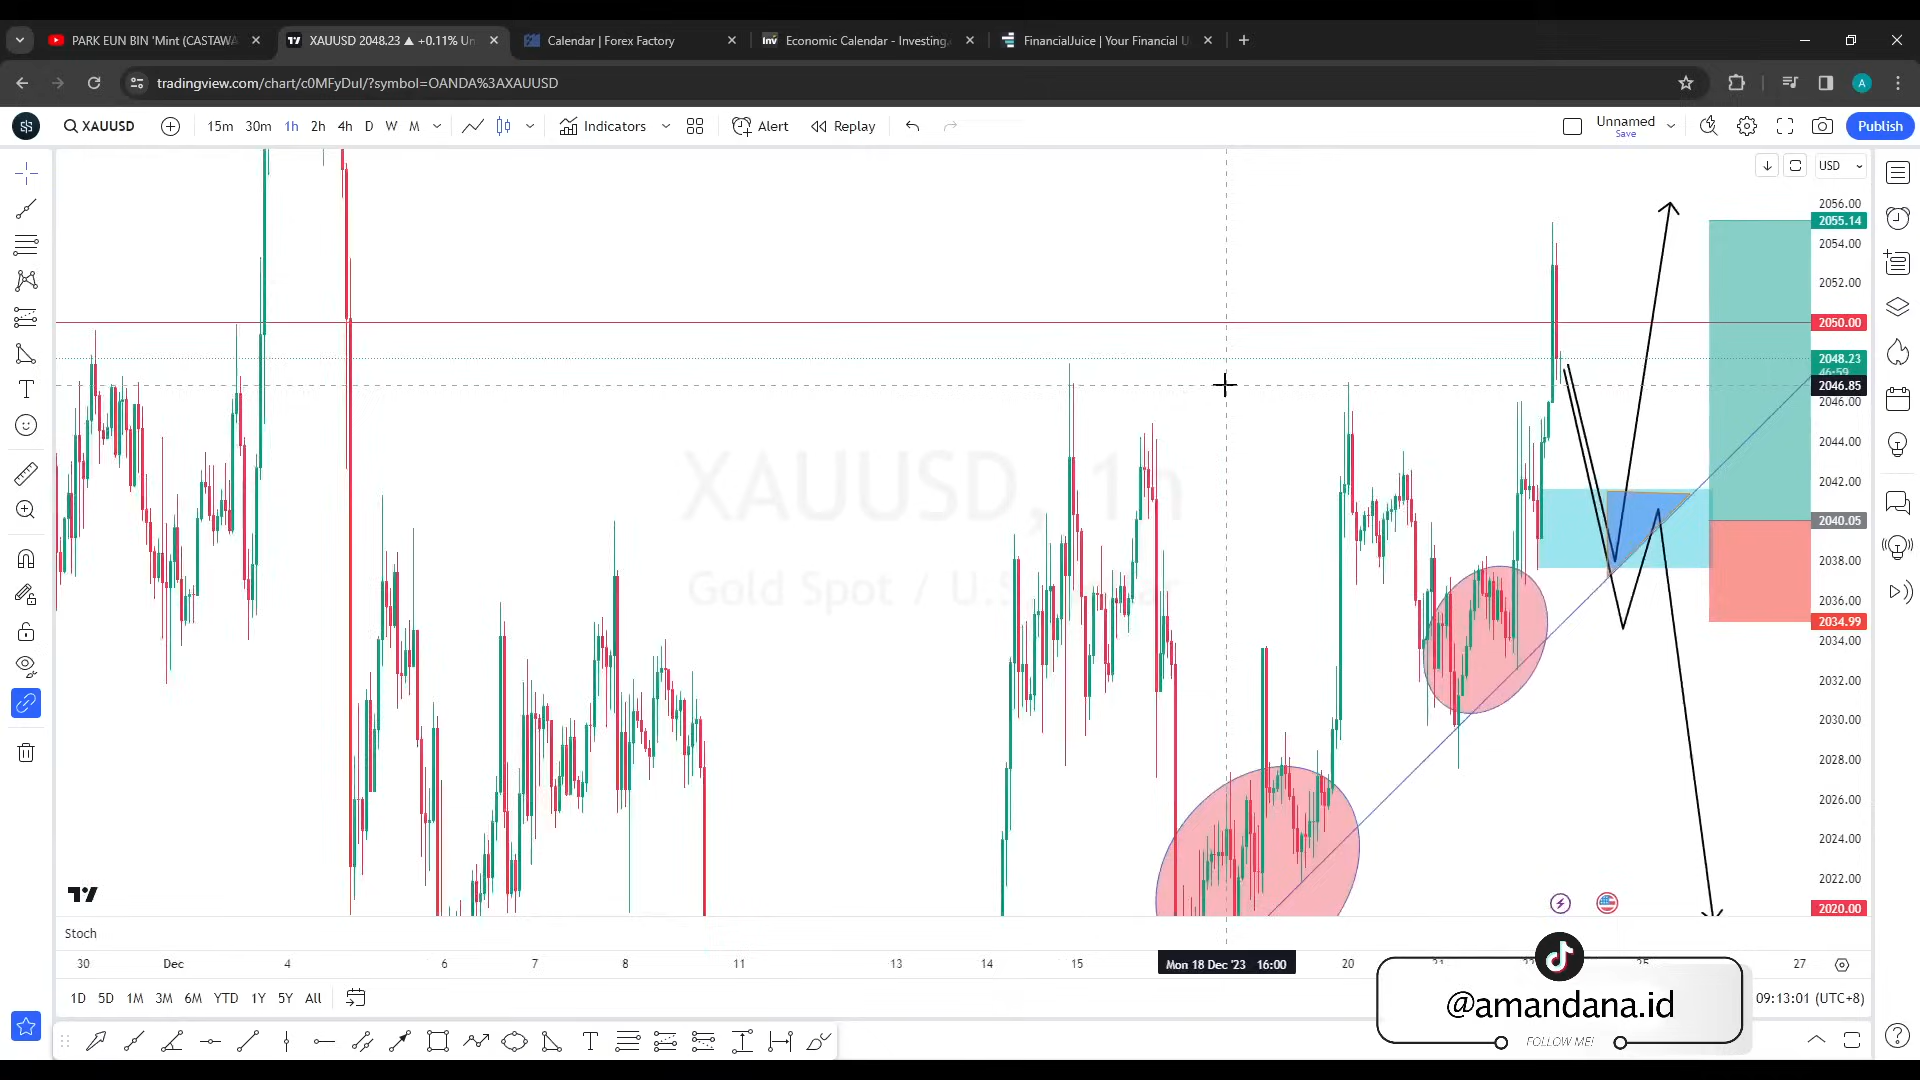 PARK EUN BIN 'Mint (CASTAWA
XAUUSD 2048.23 ▲ +0.11% Un
Calendar | Forex Factory
Inv
Economic Calendar - Investing.
FinancialJuice | Your Financial U
tradingview.com/chart/c0MFyDuI/?symbol=OANDA%3AXAUUSD
A
XAUUSD
15m
30m
1h
2h
4h
D
W
M
Indicators
Alert
Replay
Unnamed
Save
Publish
USD
2056.00
2055.14
2054.00
2052.00
2050.00
2048.23
46:59
2046.85
2046.00
2044.00
2042.00
2040.05
2038.00
2036.00
2034.99
2034.00
2032.00
2030.00
2028.00
2026.00
2024.00
2022.00
2020.00
XAUUSD, 1h
Gold Spot / U.S.
Stoch
30
Dec
4
6
7
8
11
13
14
15
Mon 18 Dec '23 16:00
20
27
1D
5D
1M
3M
6M
YTD
1Y
5Y
All
09:13:01 (UTC+8)
@amandana.id
FOLLOW ME!